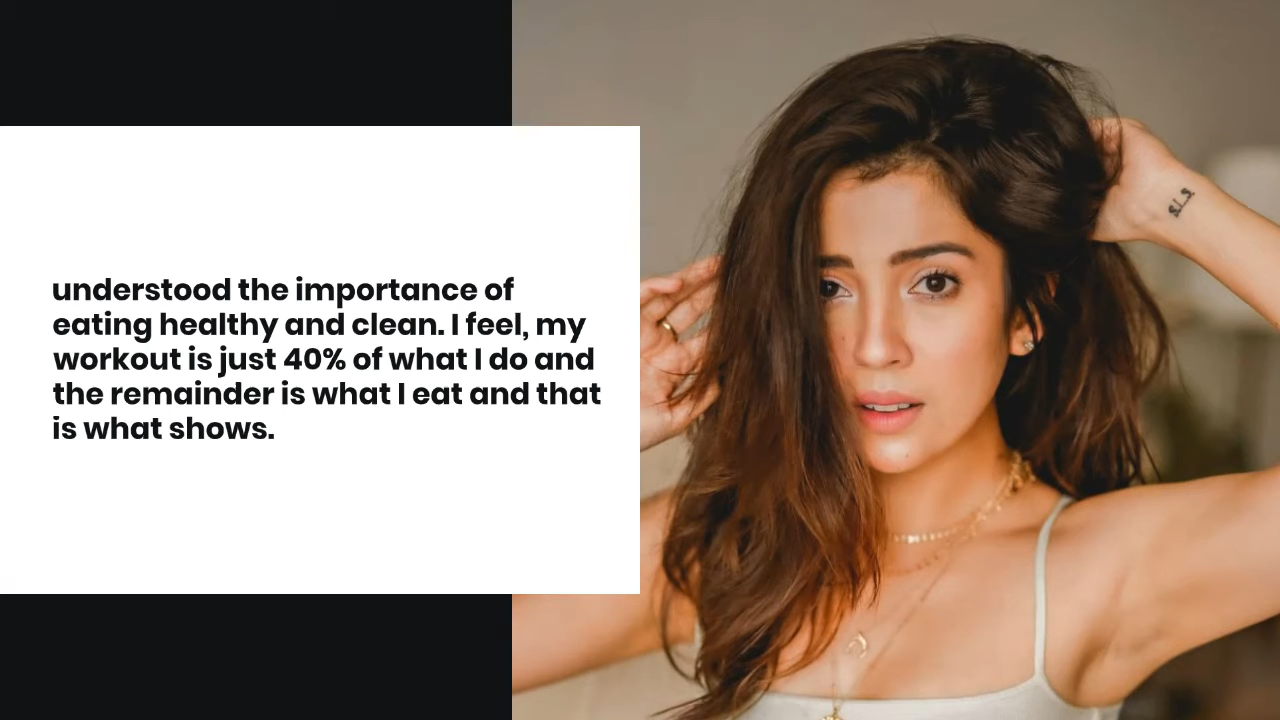 understood the importance of
eating healthy and clean. I feel, my
workout is just 40% of what I do and
the remainder is what I eat and that
is what shows.